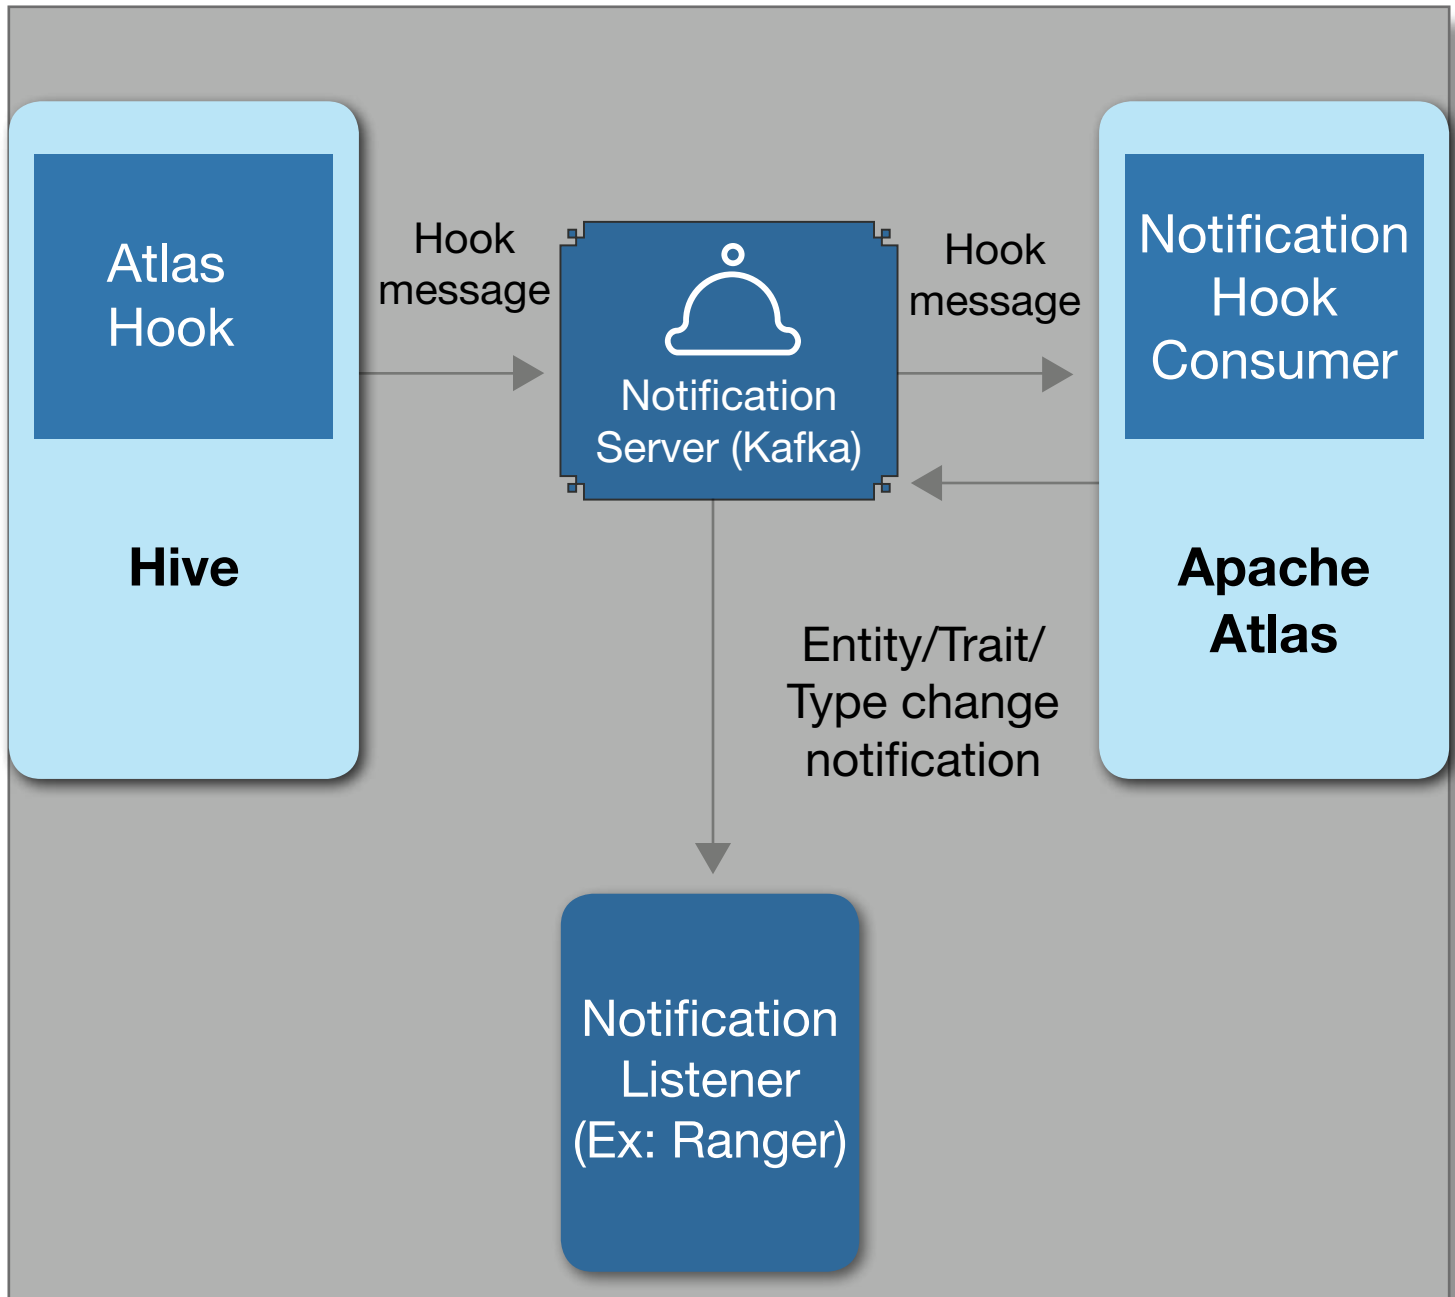 Atlas
Hook
Hive
Hook
message
Notification
Server (Kafka)
Hook
message
Notification
Hook
Consumer
Apache
Atlas
Entity/Trait/
Type change
notification
Notification
Listener
(Ex: Ranger)